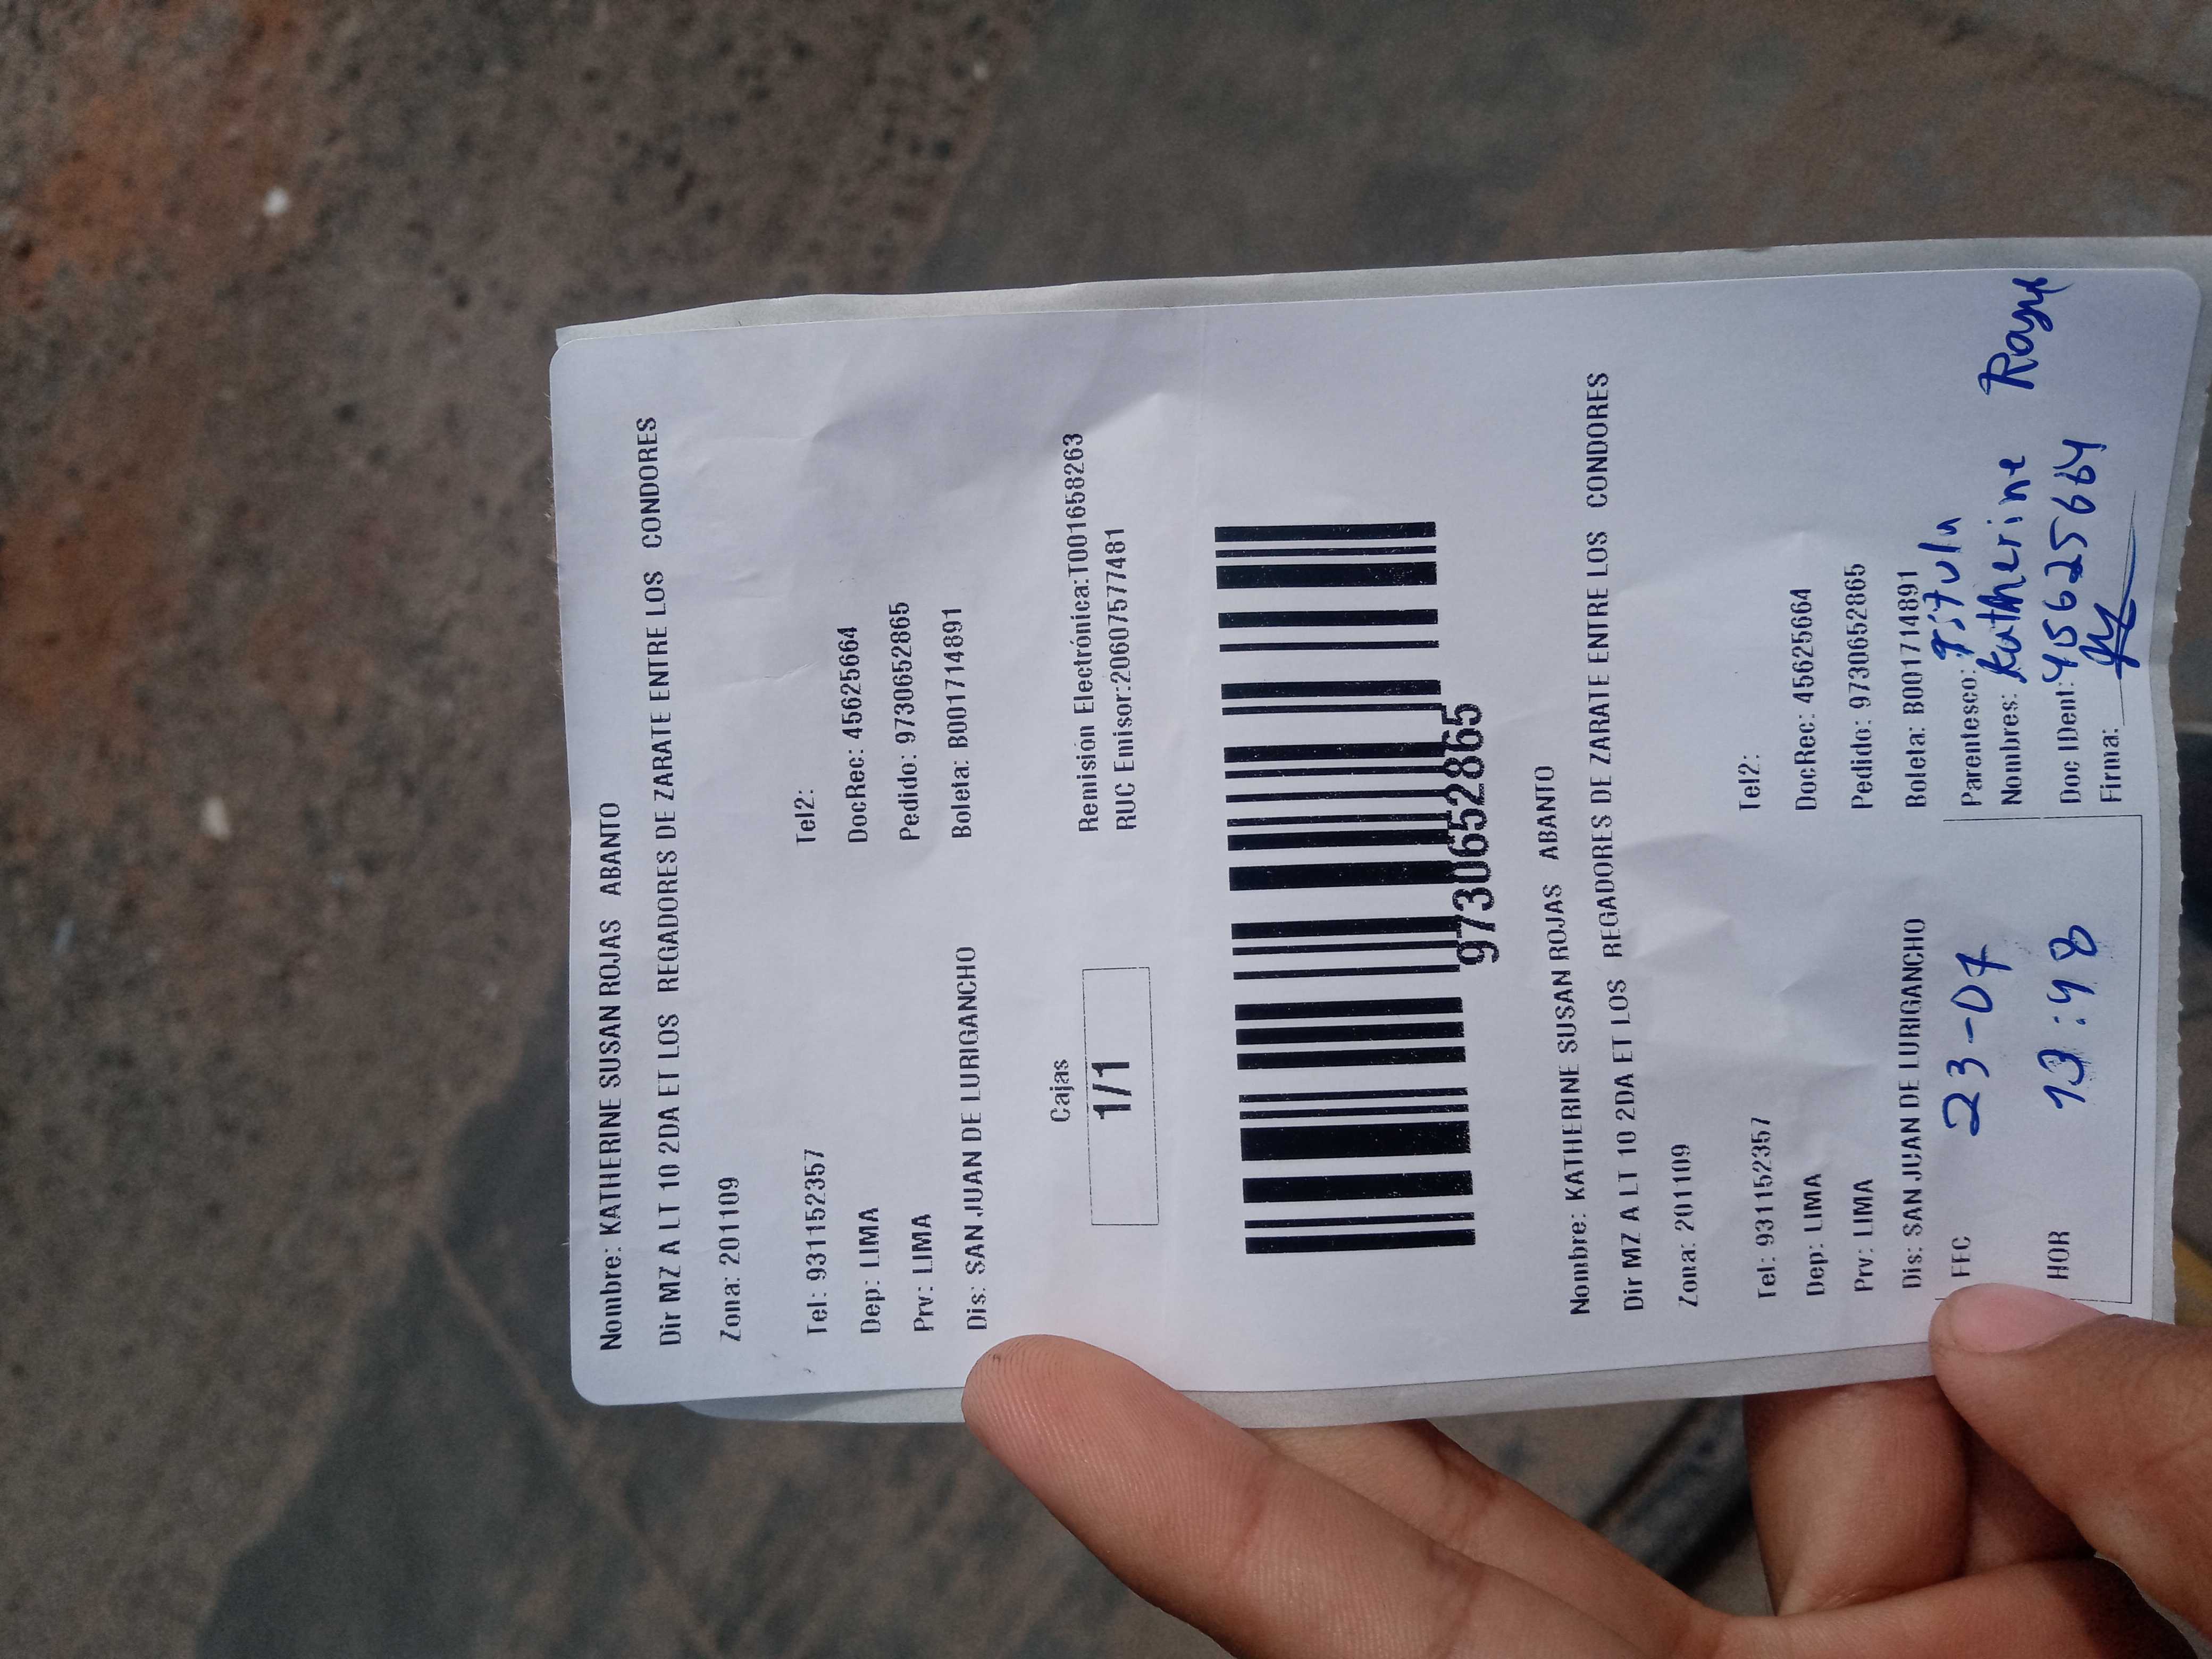 Nombre: KATHERINE SUSAN ROJAS ABANTO
Dir MZ A LT 10 2DA ET LOS REGADORES DE ZARATE ENTRE LOS CONDORES
Zona: 201109
Tel: 931152357 Tel2:
Dep: LIMA DocRec: 45625664
Prv: LIMA Pedido: 9730652865
Dis: SAN JUAN DE LURIGANCHO Boleta: B001714891
Cajas
1/1
Remisión Electrónica:T001658263
RUC Emisor:20607577481
9730652865
Nombre: KATHERINE SUSAN ROJAS ABANTO
Dir MZ A LT 10 2DA ET LOS REGADORES DE ZARATE ENTRE LOS CONDORES
Zona: 201109
Tel: 931152357 Tel2:
Dep: LIMA DocRec: 45625664
Prv: LIMA Pedido: 9730652865
Dis: SAN JUAN DE LURIGANCHO Boleta: B001714891
FEC 23-07
HOR 13:48
Parentesco:
Nombres: Katherine
Doc IDent: 45625664
Firma: